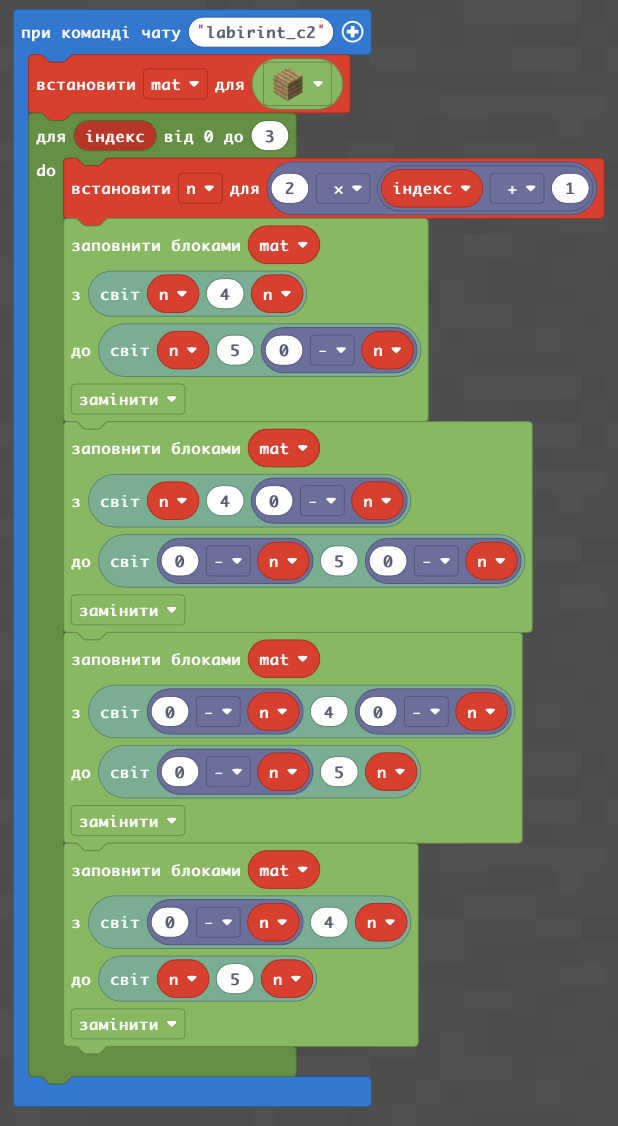 при команді чату "labirint_c2"
встановити mat для
для індекс від 0 до 3
do
встановити n для 2 × індекс + 1
заповнити блоками mat
з світ n 4 n
до світ n 5 0 - n
замінити
заповнити блоками mat
з світ n 4 0 - n
до світ 0 - n 5 0 - n
замінити
заповнити блоками mat
з світ 0 - n 4 0 - n
до світ 0 - n 5 n
замінити
заповнити блоками mat
з світ 0 - n 4 n
до світ n 5 n
замінити